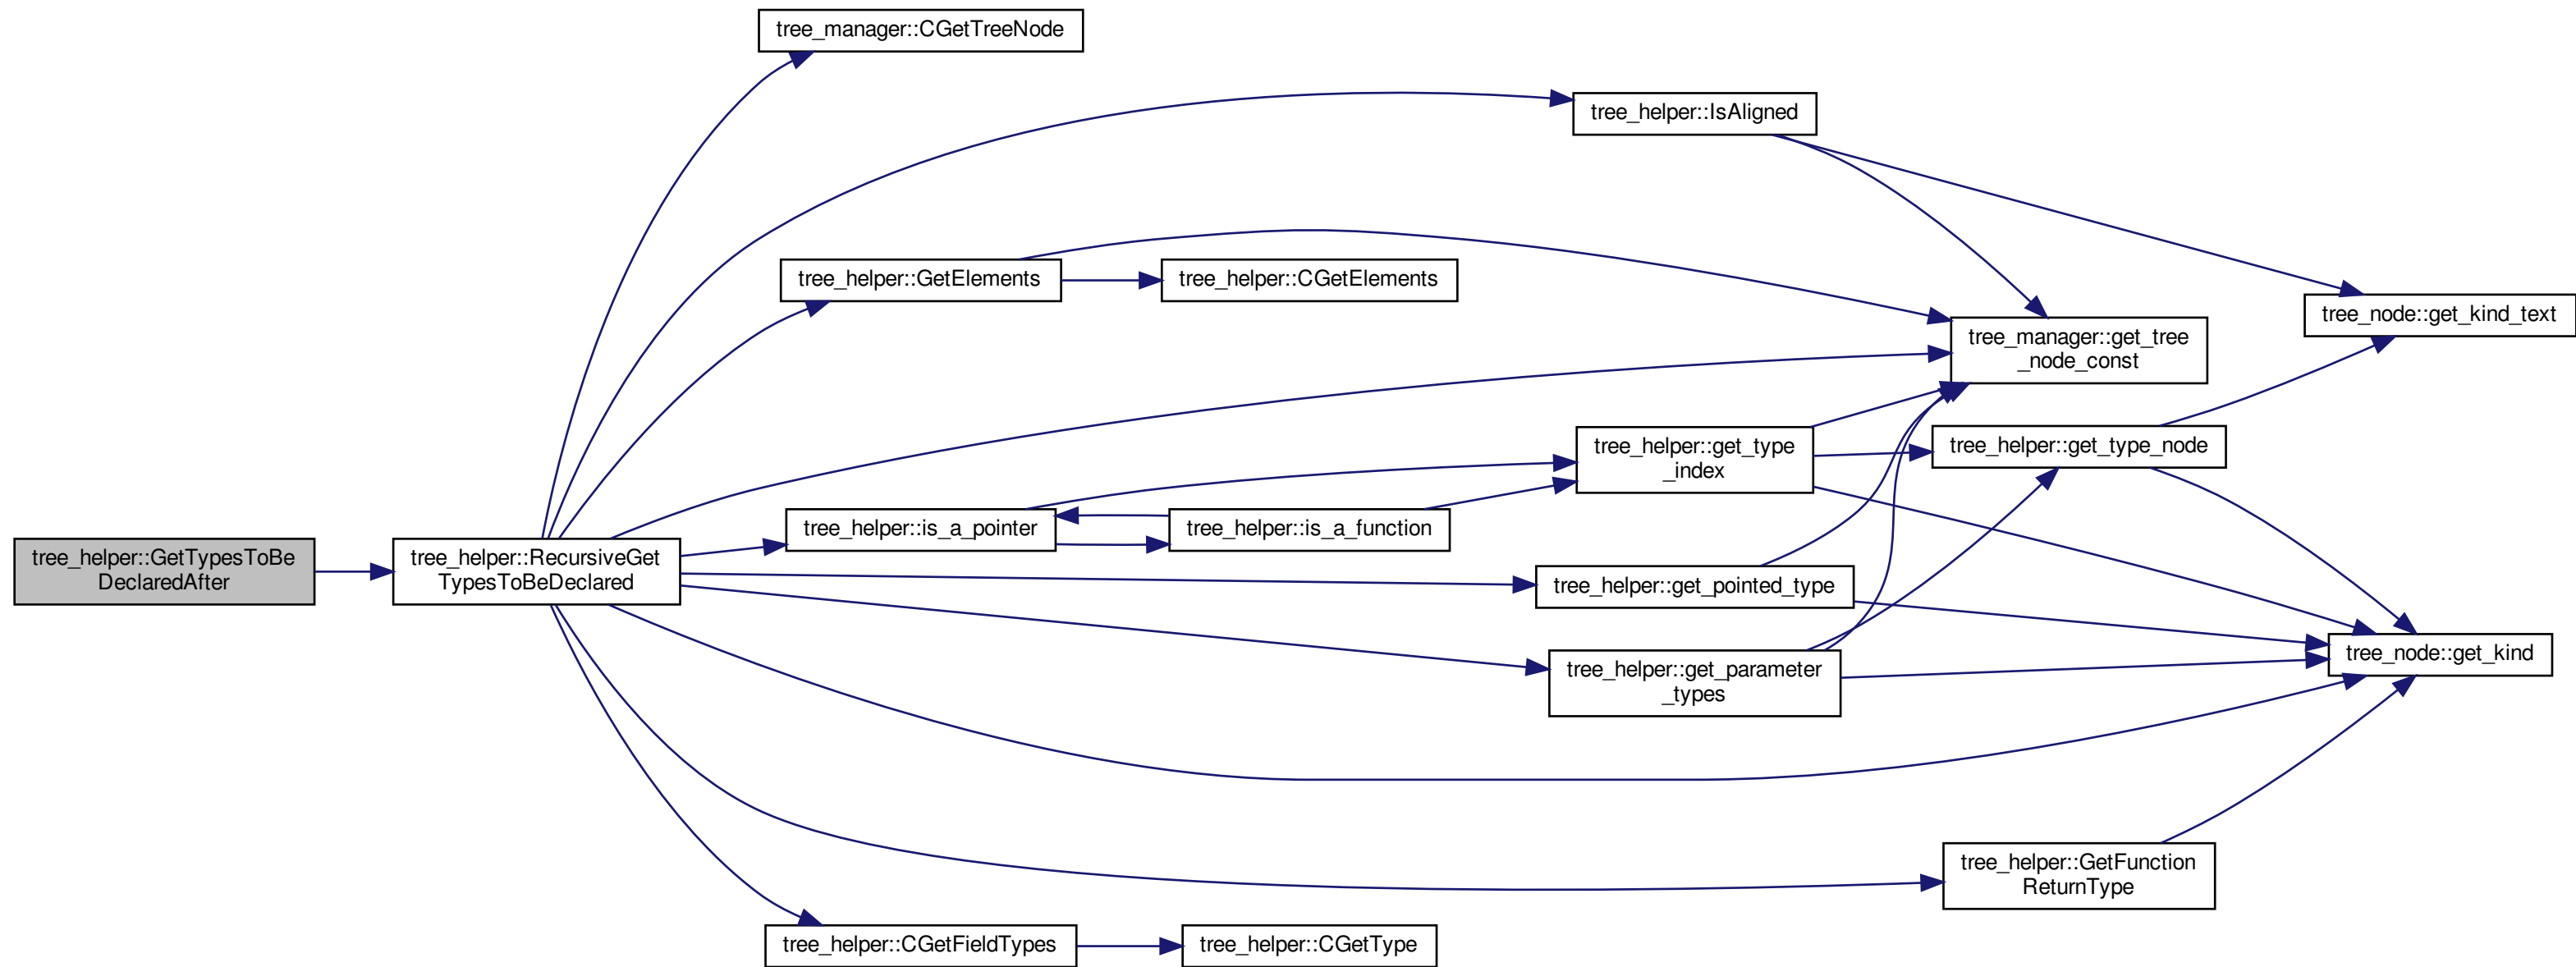 tree_manager::CGetTreeNode
tree_helper::IsAligned
tree_helper::GetElements
tree_helper::CGetElements
tree_node::get_kind_text
tree_manager::get_tree
_node_const
tree_helper::get_type
_index
tree_helper::get_type_node
tree_helper::is_a_pointer
tree_helper::is_a_function
tree_helper::GetTypesToBe
DeclaredAfter
tree_helper::RecursiveGet
TypesToBeDeclared
tree_helper::get_pointed_type
tree_helper::get_parameter
_types
tree_node::get_kind
tree_helper::GetFunction
ReturnType
tree_helper::CGetFieldTypes
tree_helper::CGetType